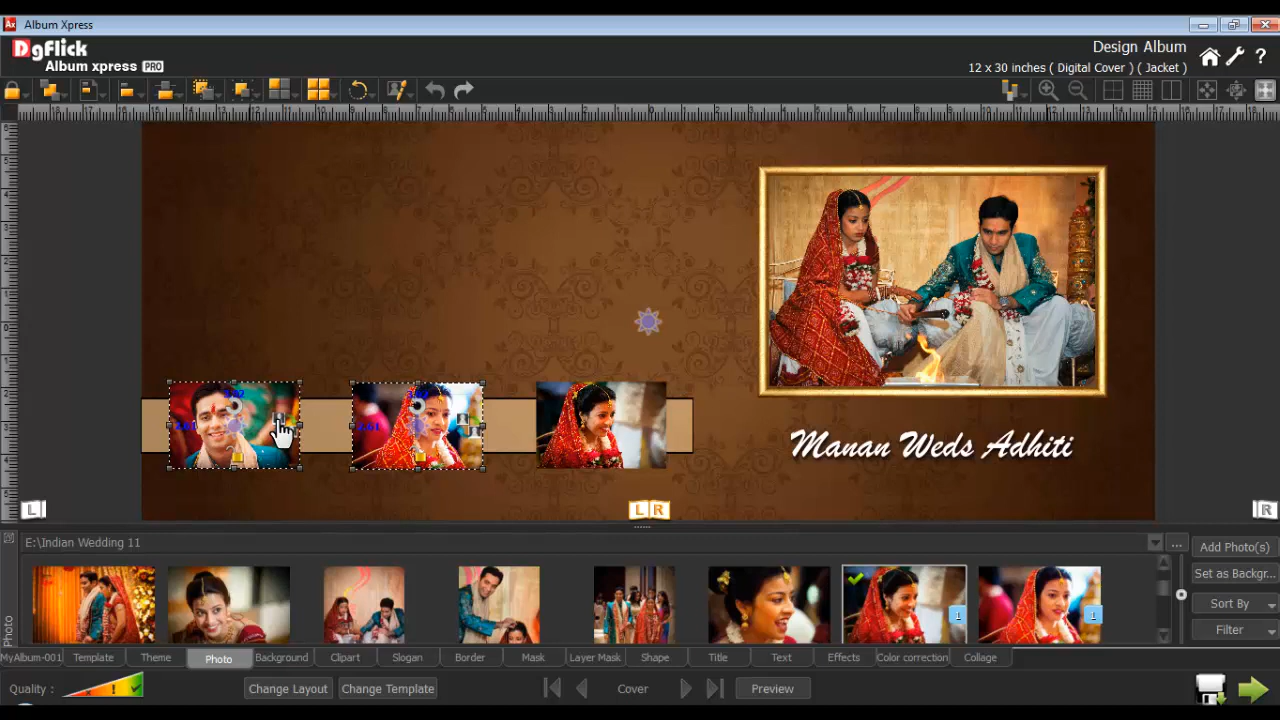 Album Xpress
DgFlick
Album xpress PRO
Design Album
12 x 30 inches ( Digital Cover ) ( Jacket )
?
Manan Weds Adhiti
L
L R
R
E:\Indian Wedding 11
...
Add Photo(s)
Set as Backgr...
Sort By
Filter
1
1
Photo
MyAlbum-001
Template
Theme
Photo
Background
Clipart
Slogan
Border
Mask
Layer Mask
Shape
Title
Text
Effects
Color correction
Collage
Quality :
Change Layout
Change Template
Cover
Preview